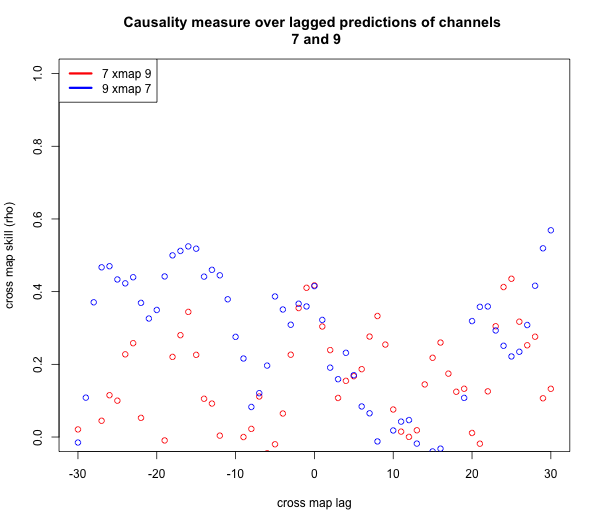 Causality measure over lagged predictions of channels
7 and 9
7 xmap 9
9 xmap 7
cross map skill (rho)
1.0
0.8
0.6
0.4
0.2
0.0
-30 -20 -10 0 10 20 30
cross map lag